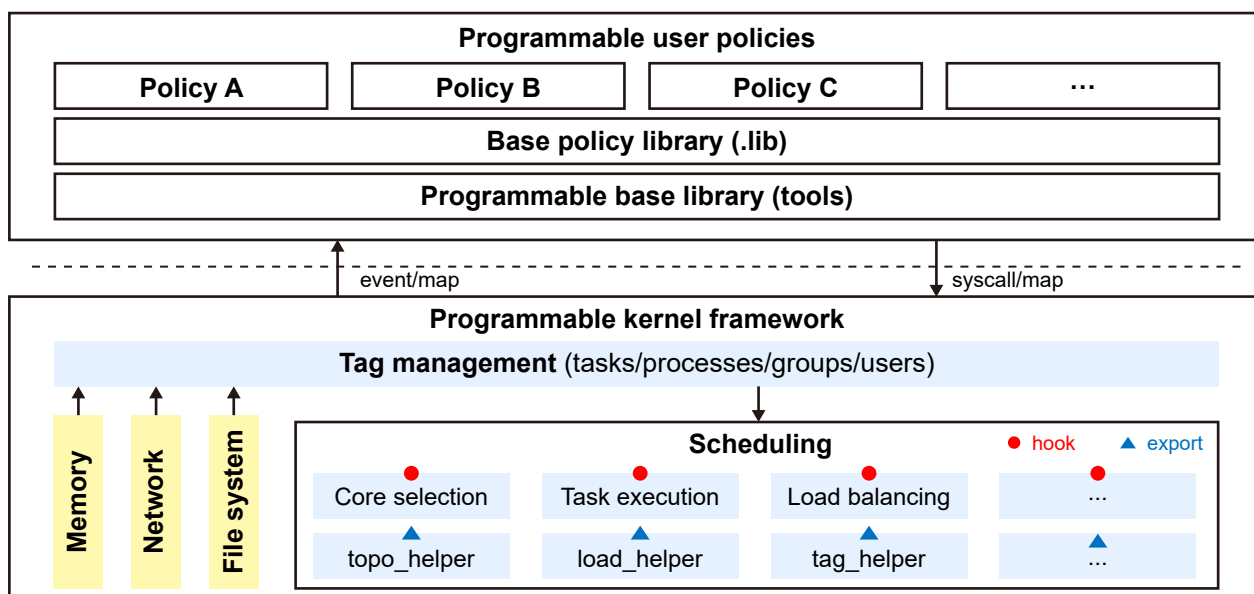 Programmable user policies
Policy A
Policy B
Policy C
...
Base policy library (.lib)
Programmable base library (tools)
event/map
syscall/map
Programmable kernel framework
Tag management (tasks/processes/groups/users)
Memory
Network
File system
Scheduling
hook
export
Core selection
Task execution
Load balancing
...
topo_helper
load_helper
tag_helper
...